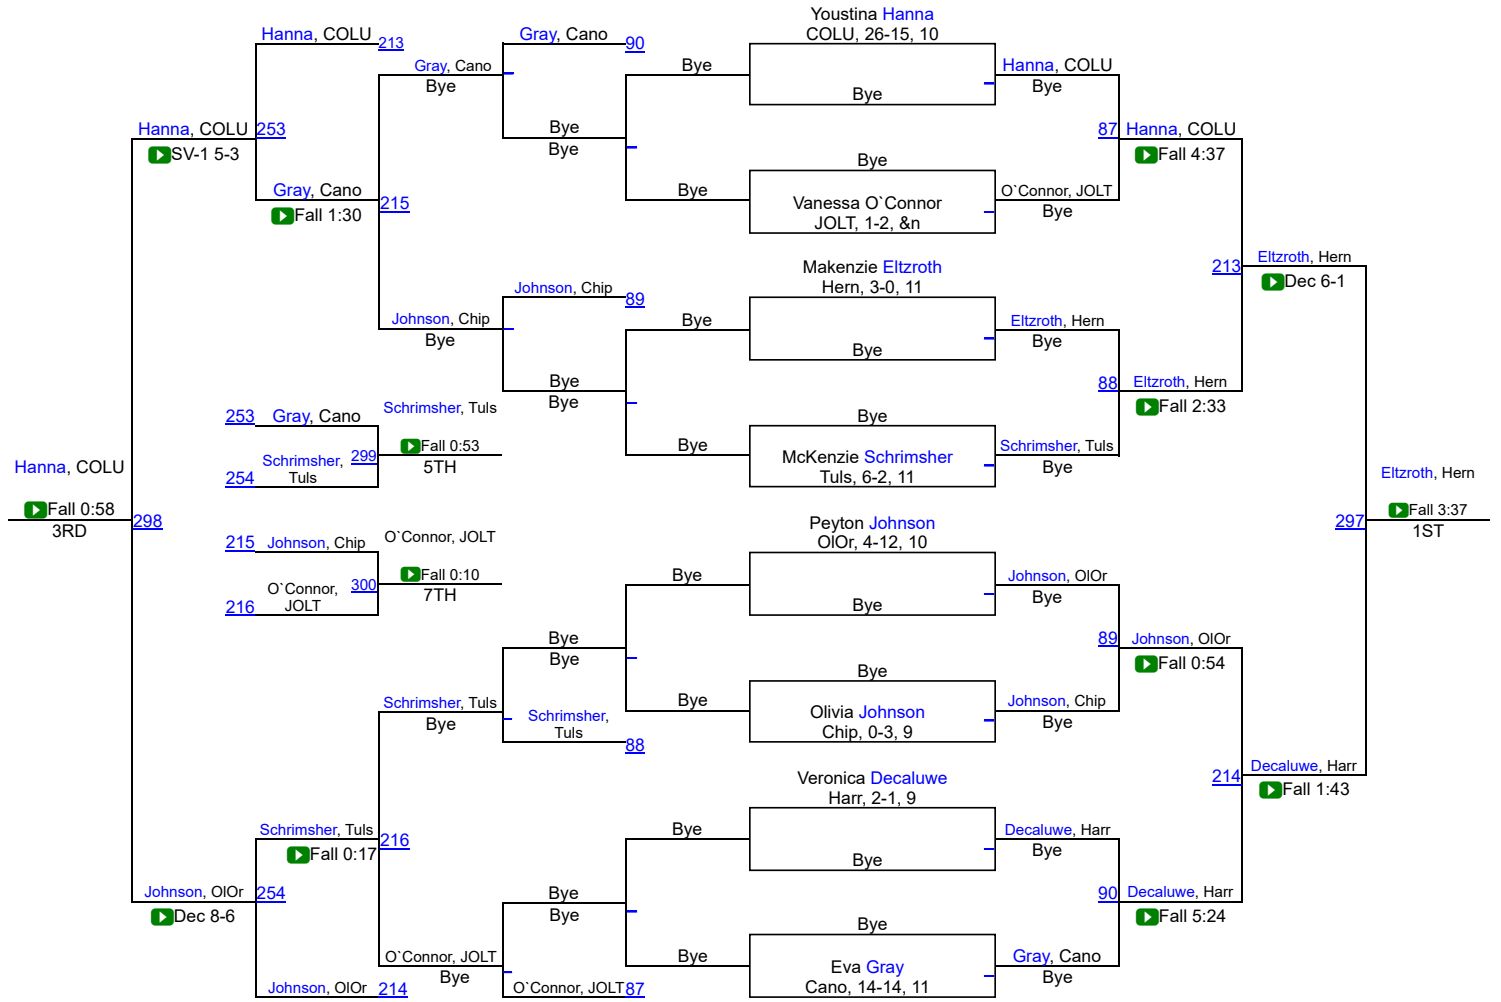 Youstina Hanna
COLU, 26-15, 10
Hanna, COLU
213
Gray, Cano
90
Gray, Cano
Bye
Bye
Hanna, COLU
Bye
Bye
Hanna, COLU
253
SV-1 5-3
Bye
Bye
87
Hanna, COLU
Fall 4:37
Bye
Gray, Cano
Fall 1:30
215
Bye
Vanessa O`Connor
JOLT, 1-2, &n
O`Connor, JOLT
Bye
Makenzie Eltzroth
Hern, 3-0, 11
213
Eltzroth, Hern
Dec 6-1
Johnson, Chip
89
Johnson, Chip
Bye
Bye
Bye
Eltzroth, Hern
Bye
Bye
Bye
88
Eltzroth, Hern
Fall 2:33
253
Gray, Cano
Schrimsher, Tuls
Bye
299
Fall 0:53
5TH
254
Schrimsher,
Tuls
Bye
McKenzie Schrimsher
Tuls, 6-2, 11
Schrimsher, Tuls
Bye
Hanna, COLU
Fall 0:58
3RD
298
Eltzroth, Hern
297
Fall 3:37
1ST
Peyton Johnson
OlOr, 4-12, 10
215
Johnson, Chip
O`Connor, JOLT
300
Fall 0:10
7TH
216
O`Connor,
JOLT
Bye
Bye
Johnson, OlOr
Bye
Bye
Bye
89
Johnson, OlOr
Fall 0:54
Bye
Schrimsher, Tuls
Bye
Schrimsher,
Tuls
88
Bye
Olivia Johnson
Chip, 0-3, 9
Johnson, Chip
Bye
Veronica Decaluwe
Harr, 2-1, 9
214
Decaluwe, Harr
Fall 1:43
Schrimsher, Tuls
Fall 0:17
216
Bye
Bye
Decaluwe, Harr
Bye
Johnson, OlOr
254
Dec 8-6
Bye
Bye
90
Decaluwe, Harr
Fall 5:24
Bye
O`Connor, JOLT
Bye
Bye
Eva Gray
Cano, 14-14, 11
Gray, Cano
Bye
Johnson, OlOr
214
O`Connor, JOLT
87